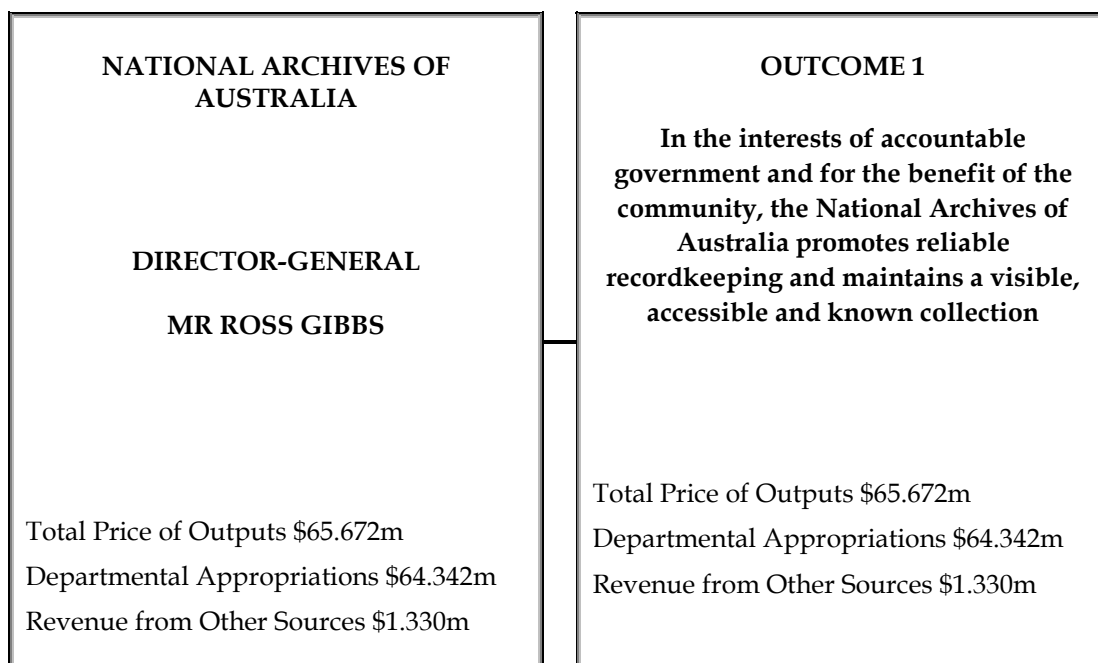 NATIONAL ARCHIVES OF
AUSTRALIA
DIRECTOR-GENERAL
MR ROSS GIBBS
Total Price of Outputs $65.672m
Departmental Appropriations $64.342m
Revenue from Other Sources $1.330m
OUTCOME 1
In the interests of accountable
government and for the benefit of the
community, the National Archives of
Australia promotes reliable
recordkeeping and maintains a visible,
accessible and known collection
Total Price of Outputs $65.672m
Departmental Appropriations $64.342m
Revenue from Other Sources $1.330m